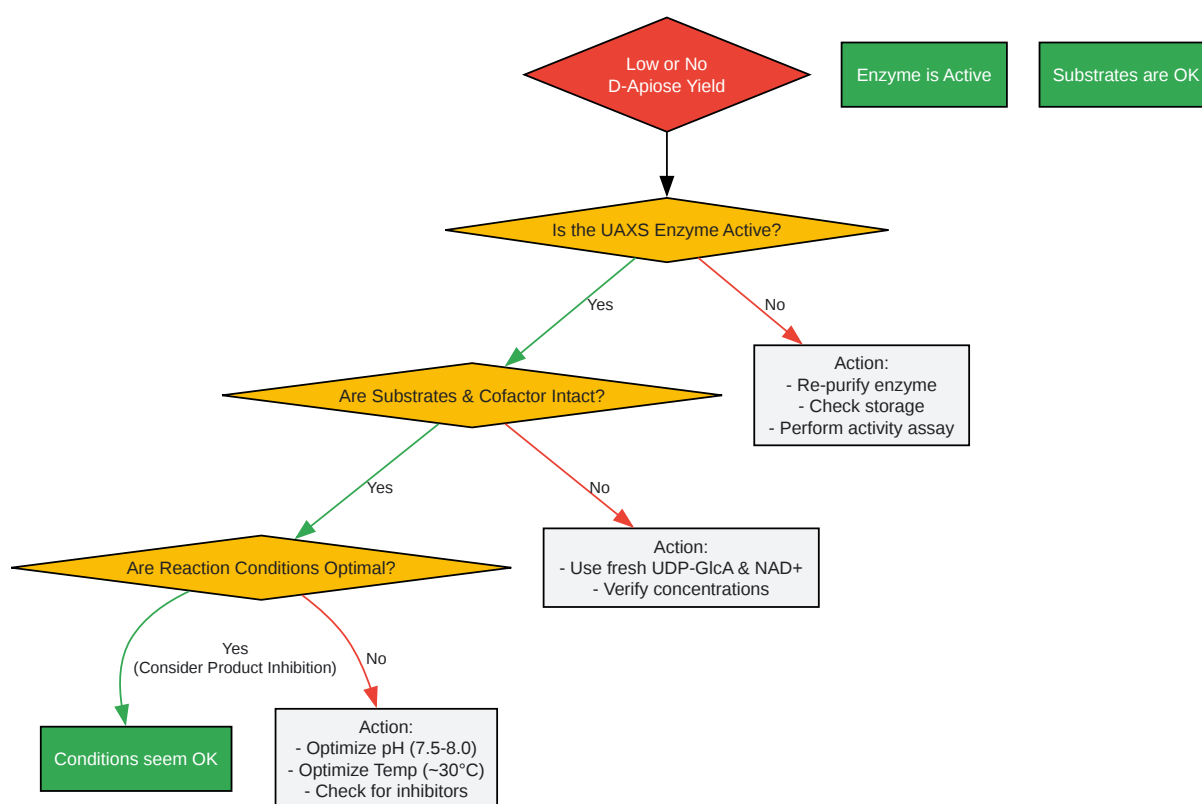 Low or No
D-Apiose Yield
Enzyme is Active
Substrates are OK
Is the UAXS Enzyme Active?
Yes
No
Action:
- Re-purify enzyme
- Check storage
- Perform activity assay
Are Substrates & Cofactor Intact?
Yes
No
Action:
- Use fresh UDP-GlcA & NAD+
- Verify concentrations
Are Reaction Conditions Optimal?
Yes
(Consider Product Inhibition)
No
Conditions seem OK
Action:
- Optimize pH (7.5-8.0)
- Optimize Temp (~30°C)
- Check for inhibitors